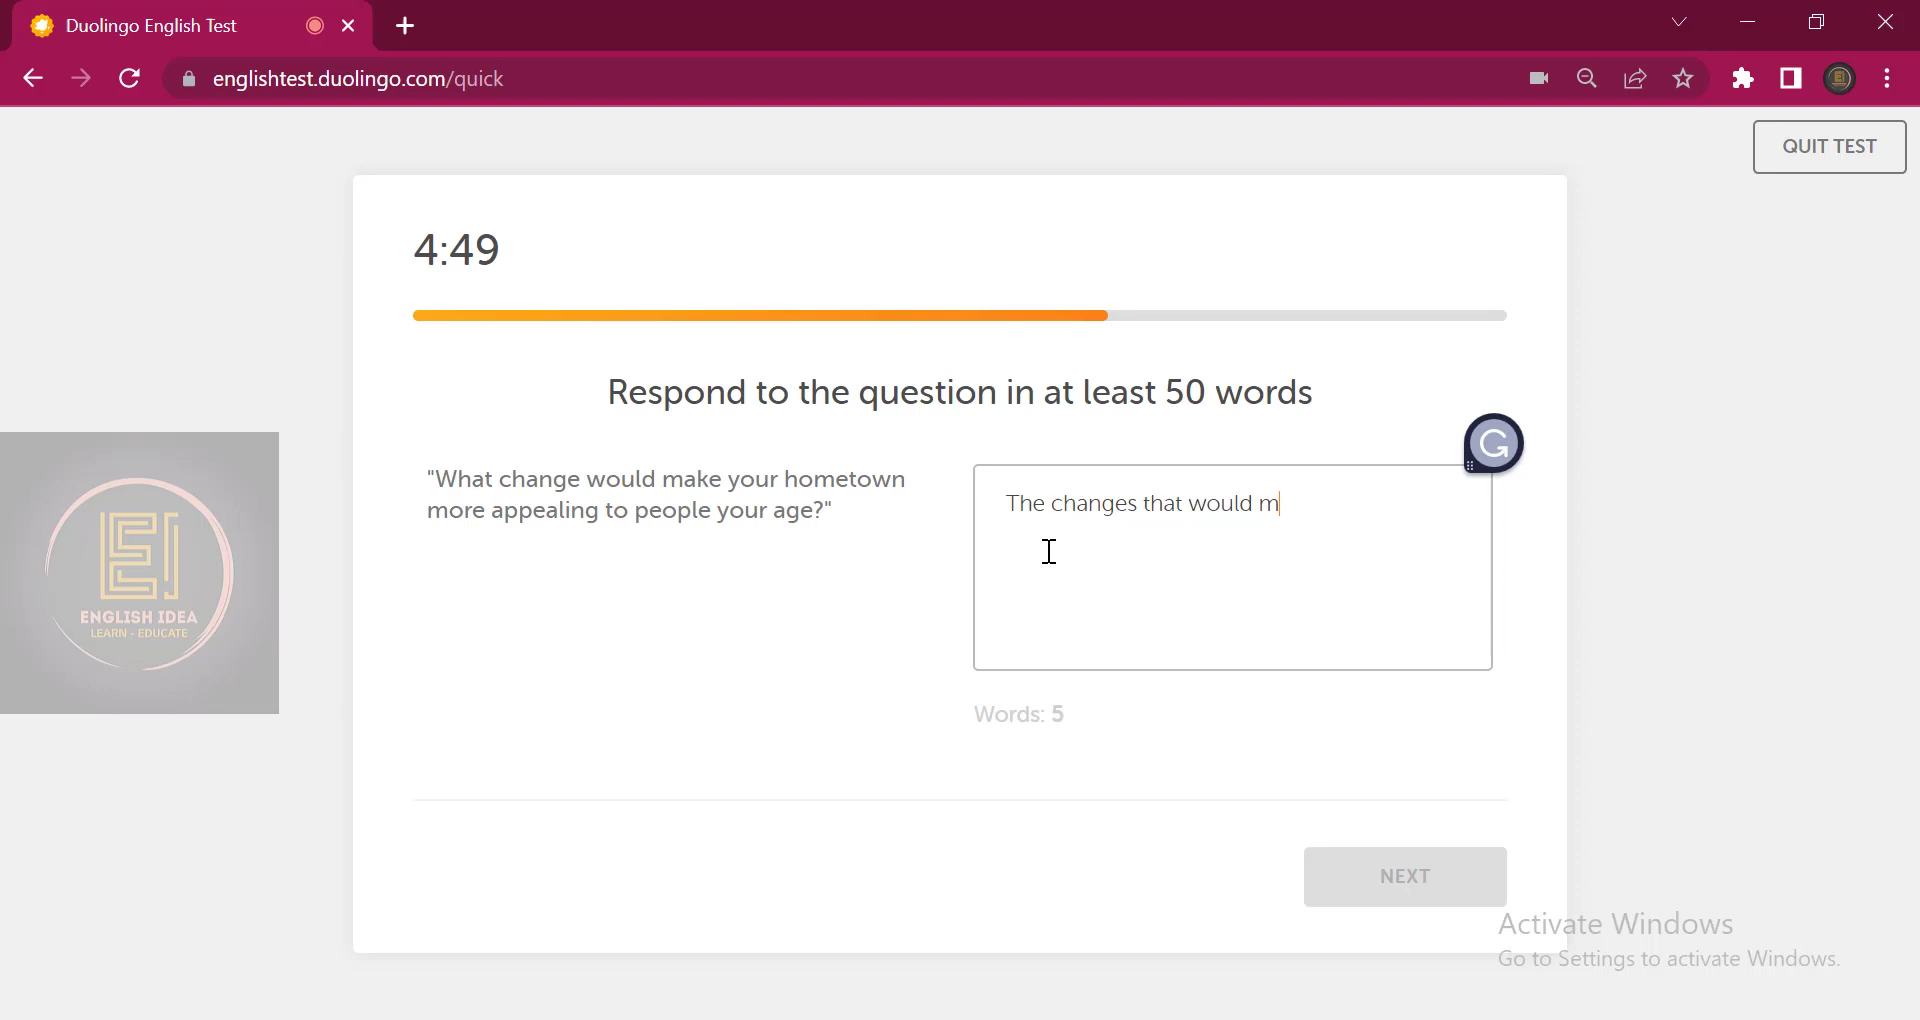 Duolingo English Test
englishtest.duolingo.com/quick
QUIT TEST
4:49
Respond to the question in at least 50 words
"What change would make your hometown
more appealing to people your age?"
The changes that would m
Words: 5
ENGLISH IDEA
LEARN - EDUCATE
NEXT
Activate Windows
Go to Settings to activate Windows.